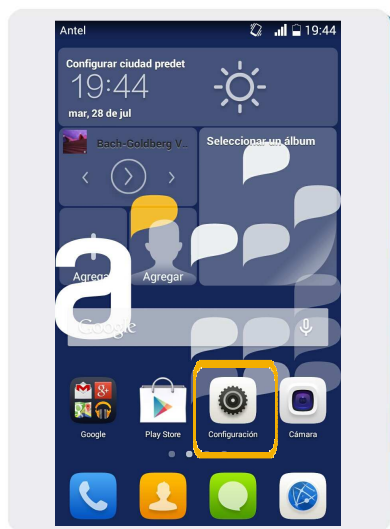 Antel 19:44
Configurar ciudad predet
19:44
mar, 28 de jul
Bach-Goldberg V...
Seleccionar un álbum
Agregar
Agregar
a
Google
Google
Play Store
Configuración
Cámara